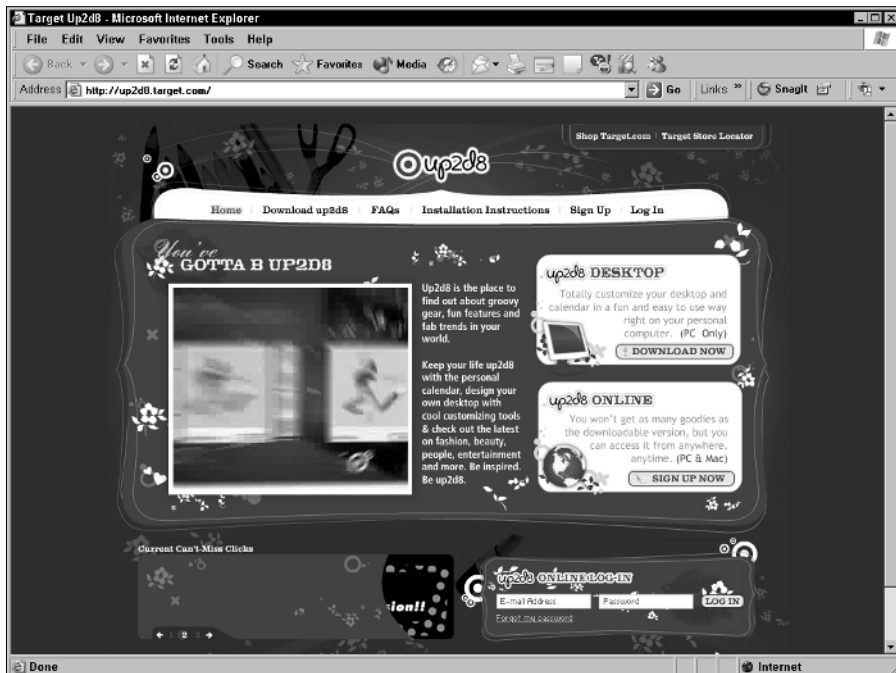 Target Up2d8 - Microsoft Internet Explorer
File Edit View Favorites Tools Help
Back Search Favorites Media
Address http://up2d8.target.com/ Go Links » SnagIt
Shop Target.com Target Store Locator
up2d8
Home Download up2d8 FAQs Installation Instructions Sign Up Log In
You've
GOTTA B UP2D8
Up2d8 is the place to
find out about groovy
gear, fun features and
fab trends in your
world.
Keep your life up2d8
with the personal
calendar, design your
own desktop with
cool customizing tools
& check out the latest
on fashion, beauty,
people, entertainment
and more. Be inspired.
Be up2d8.
up2d8 DESKTOP
Totally customize your desktop and
calendar in a fun and easy to use way
right on your personal
computer. (PC Only)
DOWNLOAD NOW
up2d8 ONLINE
You won't get as many goodies as
the downloadable version, but you
can access it from anywhere,
anytime. (PC & Mac)
SIGN UP NOW
Current Can't-Miss Clicks
sion!!
1 2 3
up2d8 ONLINE LOG-IN
E-mail Address Password LOG IN
Forgot my password
Done Internet